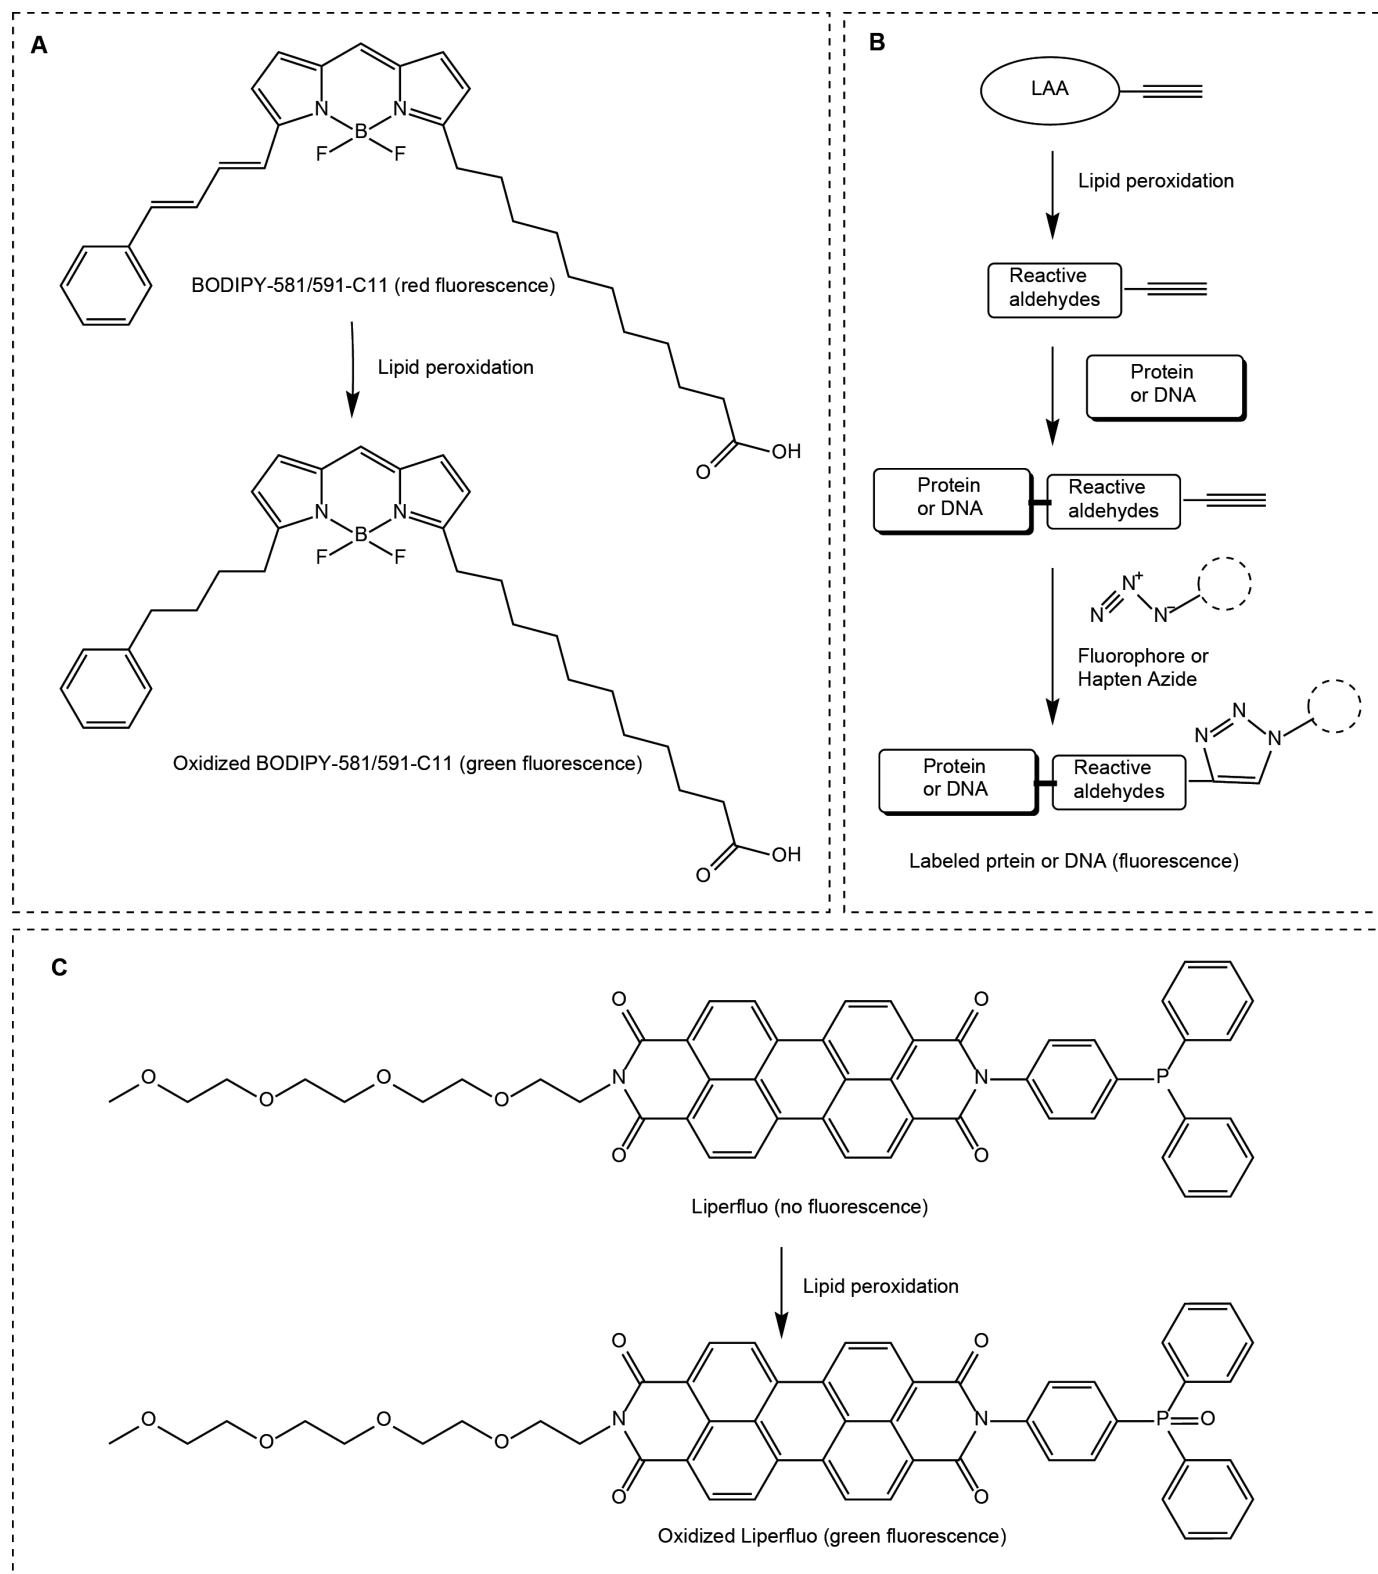 A
N
N
B
F
F
BODIPY-581/591-C11 (red fluorescence)
Lipid peroxidation
O
OH
N
N
B
F
F
Oxidized BODIPY-581/591-C11 (green fluorescence)
O
OH
B
LAA
Lipid peroxidation
Reactive
aldehydes
Protein
or DNA
Protein
or DNA
Reactive
aldehydes
N
N+
N−
Fluorophore or
Hapten Azide
N
N
N
Protein
or DNA
Reactive
aldehydes
Labeled prtein or DNA (fluorescence)
C
O
O
O
O
O
O
N
N
P
O
O
Liperfluo (no fluorescence)
Lipid peroxidation
O
O
O
O
O
O
N
N
P
O
O
O
Oxidized Liperfluo (green fluorescence)